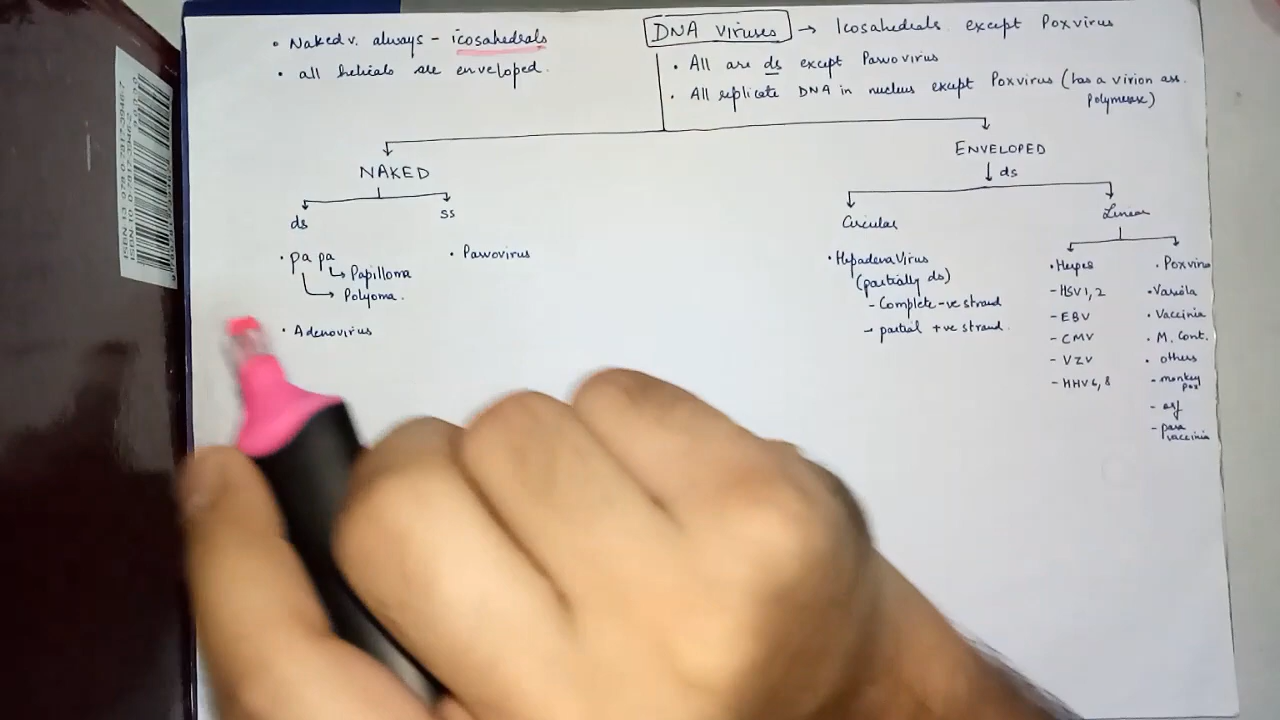 • Naked v. always - icosahedrals
• all helicals are enveloped.
DNA viruses → Icosahedrals except Poxvirus
• All are ds except Parvovirus
• All replicate DNA in nucleus except Poxvirus (has a virion ass. Polymerase)
NAKED
ds
ss
• pa pa
→ Papilloma
→ Polyoma.
• Adenovirus
• Parvovirus
ENVELOPED
↓ ds
Circular
Linear
• HepadenaVirus
(partially ds)
- Complete -ve strand
→ partial +ve strand.
• Herpes
- HSV 1, 2
- EBV
- CMV
- VZV
- HHV 6, 8
• Poxvirus
• Variola
• Vaccinia
• M. Cont.
• others
- monkey pox
- orf
- para vaccinia